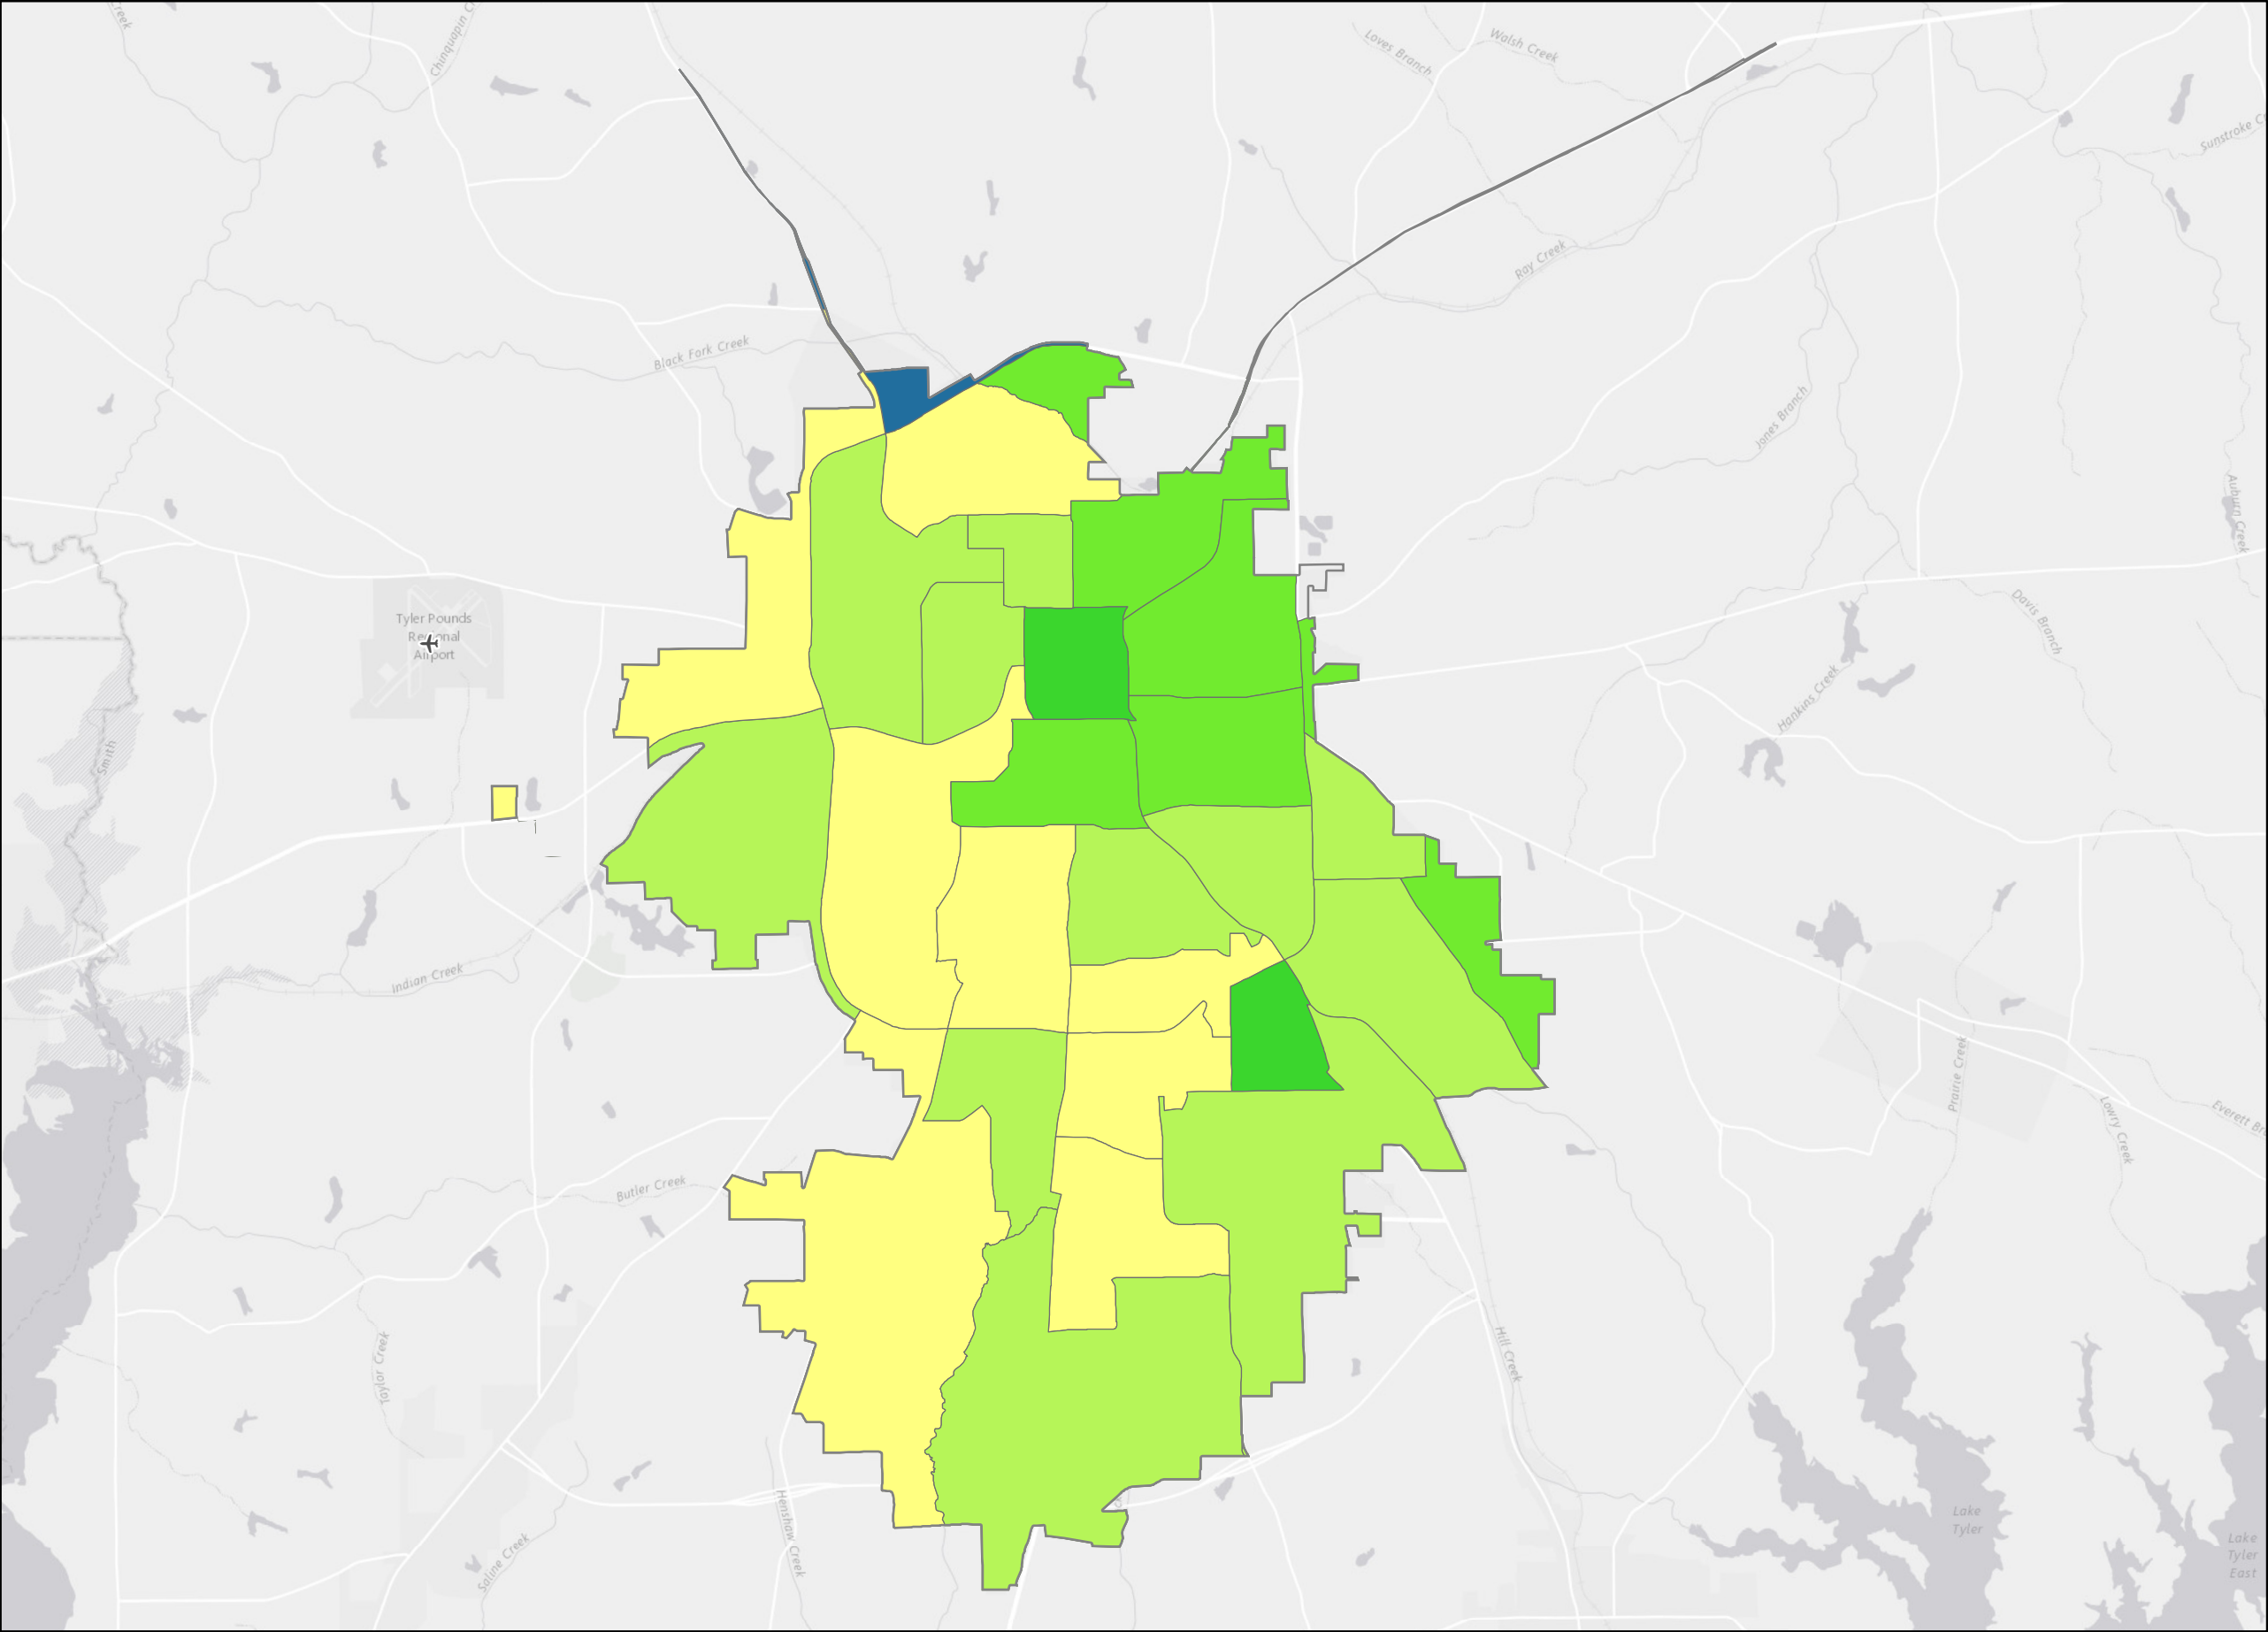 Creek
Chinquapin C
Loves Branch
Walsh Creek
Sunstroke C
Ray Creek
Black Fork Creek
Jones Branch
Auburn Creek
Tyler Pounds
Regional
Airport
Davis Branch
Hankins Creek
Smith
Indian Creek
Prairie Creek
Lowry Creek
Everett Br
Butler Creek
Taylor Creek
Hill Creek
Henshaw Creek
Saline Creek
Lake
Tyler
Lake
Tyler
East